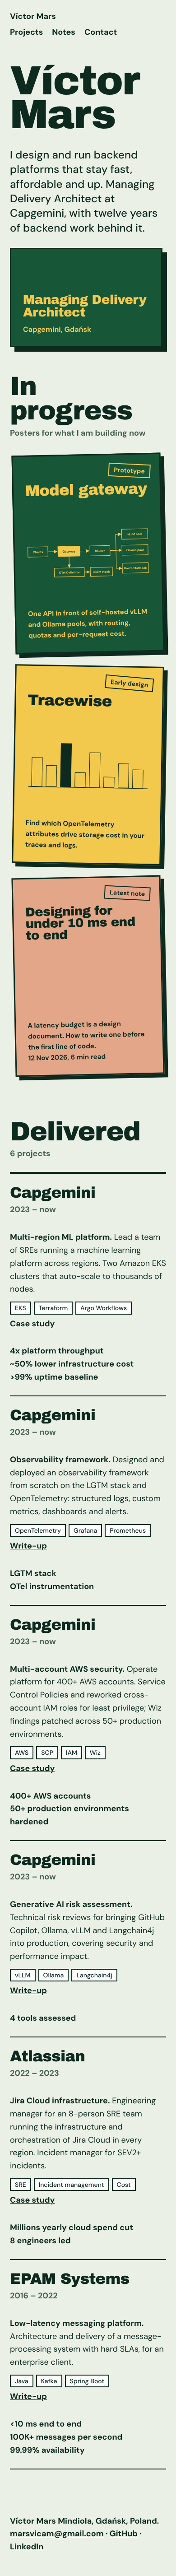 Víctor Mars
Projects Notes Contact
Víctor
Mars
I design and run backend
platforms that stay fast,
affordable and up. Managing
Delivery Architect at
Capgemini, with twelve years
of backend work behind it.
Managing Delivery
Architect
Capgemini, Gdańsk
In
progress
Posters for what I am building now
Prototype
Model gateway
Clients
Gateway
Router
vLLM pool
Ollama pool
OTel Collector
LGTM stack
One API in front of self-hosted vLLM
and Ollama pools, with routing,
quotas and per-request cost.
Early design
Tracewise
Find which OpenTelemetry
attributes drive storage cost in your
traces and logs.
Latest note
Designing for
under 10 ms end
to end
A latency budget is a design
document. How to write one before
the first line of code.
12 Nov 2026, 6 min read
Delivered
6 projects
Capgemini
2023 – now
Multi-region ML platform. Lead a team
of SREs running a machine learning
platform across regions. Two Amazon EKS
clusters that auto-scale to thousands of
nodes.
EKS Terraform Argo Workflows
Case study
4x platform throughput
~50% lower infrastructure cost
>99% uptime baseline
Capgemini
2023 – now
Observability framework. Designed and
deployed an observability framework
from scratch on the LGTM stack and
OpenTelemetry: structured logs, custom
metrics, dashboards and alerts.
OpenTelemetry Grafana Prometheus
Write-up
LGTM stack
OTel instrumentation
Capgemini
2023 – now
Multi-account AWS security. Operate
platform for 400+ AWS accounts. Service
Control Policies and reworked cross-
account IAM roles for least privilege; Wiz
findings patched across 50+ production
environments.
AWS SCP IAM Wiz
Case study
400+ AWS accounts
50+ production environments
hardened
Capgemini
2023 – now
Generative AI risk assessment.
Technical risk reviews for bringing GitHub
Copilot, Ollama, vLLM and Langchain4j
into production, covering security and
performance impact.
vLLM Ollama Langchain4j
Write-up
4 tools assessed
Atlassian
2022 – 2023
Jira Cloud infrastructure. Engineering
manager for an 8-person SRE team
running the infrastructure and
orchestration of Jira Cloud in every
region. Incident manager for SEV2+
incidents.
SRE Incident management Cost
Case study
Millions yearly cloud spend cut
8 engineers led
EPAM Systems
2016 – 2022
Low-latency messaging platform.
Architecture and delivery of a message-
processing system with hard SLAs, for an
enterprise client.
Java Kafka Spring Boot
Write-up
<10 ms end to end
100K+ messages per second
99.99% availability
Víctor Mars Mindiola, Gdańsk, Poland.
marsvicam@gmail.com · GitHub ·
LinkedIn